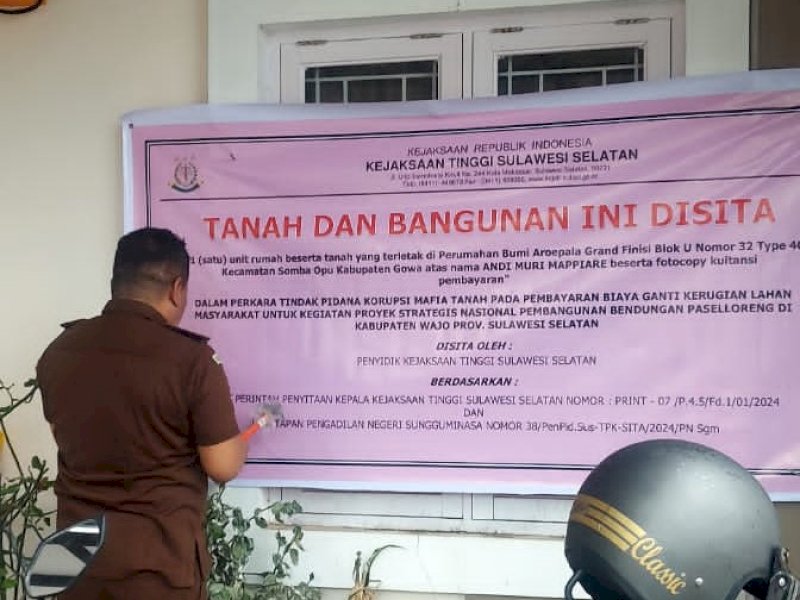 KEJAKSAAN REPUBLIK INDONESIA
KEJAKSAAN TINGGI SULAWESI SELATAN
TANAH DAN BANGUNAN INI DISITA
1 (satu) unit rumah beserta tanah yang terletak di Perumahan Bumi Aroepala Grand Finisi Blok U Nomor 32 Type 40
Kecamatan Somba Opu Kabupaten Gowa atas nama ANDI MURI MAPPIARE beserta fotocopy kuitansi
pembayaran"
DALAM PERKARA TINDAK PIDANA KORUPSI MAFIA TANAH PADA PEMBAYARAN BIAYA GANTI KERUGIAN LAHAN
MASYARAKAT UNTUK KEGIATAN PROYEK STRATEGIS NASIONAL PEMBANGUNAN BENDUNGAN PASELLORENG DI
KABUPATEN WAJO PROV. SULAWESI SELATAN
DISITA OLEH :
PENYIDIK KEJAKSAAN TINGGI SULAWESI SELATAN
BERDASARKAN :
PERINTAH PENYITAAN KEPALA KEJAKSAAN TINGGI SULAWESI SELATAN NOMOR : PRINT - 07 /P.4.5/Fd.1/01/2024
DAN
TAPAN PENGADILAN NEGERI SUNGGUMINASA NOMOR 38/PenPid.Sus-TPK-SITA/2024/PN Sgm
Classic